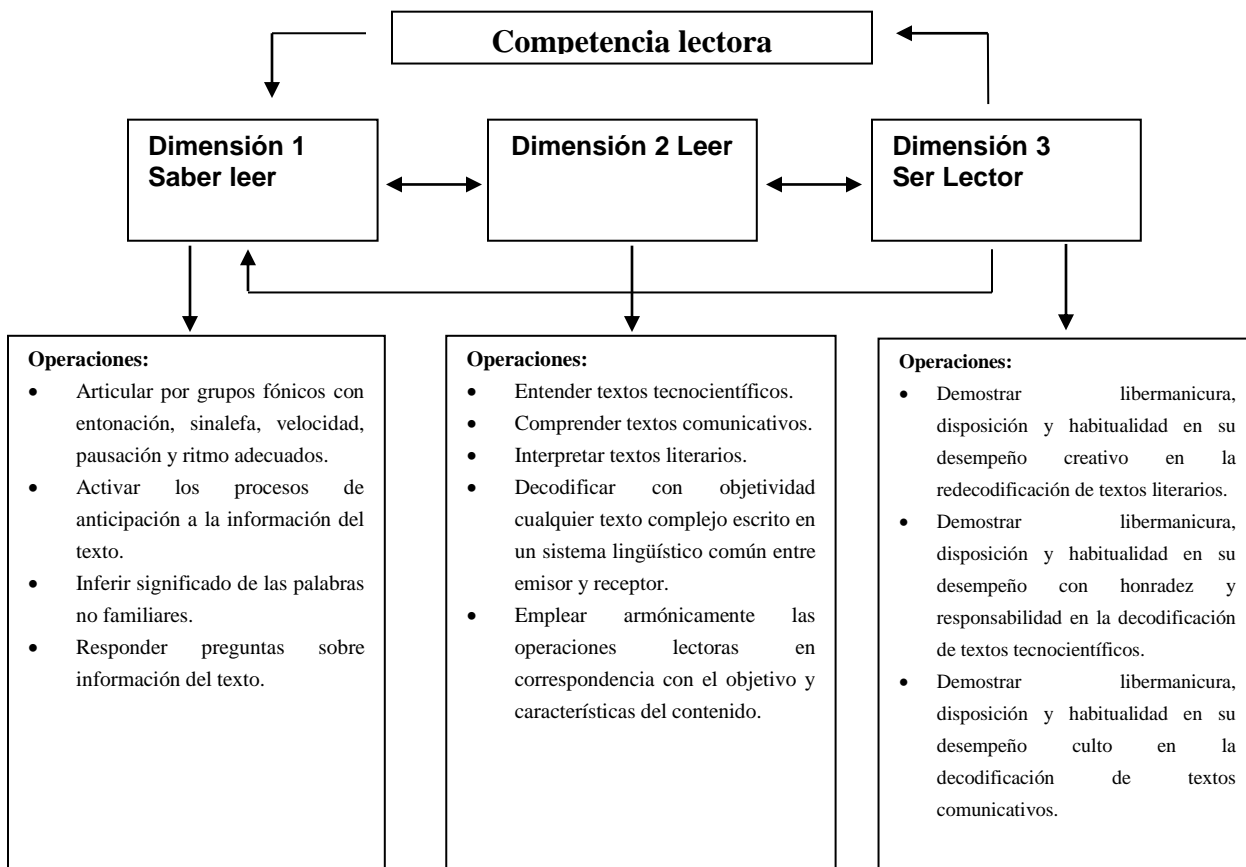 Competencia lectora
Dimensión 1
Saber leer
Dimensión 2 Leer
Dimensión 3
Ser Lector
Operaciones:
• Articular por grupos fónicos con
entonación, sinalefa, velocidad,
pausación y ritmo adecuados.
• Activar los procesos de
anticipación a la información del
texto.
• Inferir significado de las palabras
no familiares.
• Responder preguntas sobre
información del texto.
Operaciones:
• Entender textos tecnocientíficos.
• Comprender textos comunicativos.
• Interpretar textos literarios.
• Decodificar con objetividad
cualquier texto complejo escrito en
un sistema lingüístico común entre
emisor y receptor.
• Emplear armónicamente las
operaciones lectoras en
correspondencia con el objetivo y
características del contenido.
Operaciones:
• Demostrar libermanicura,
disposición y habitualidad en su
desempeño creativo en la
redecodificación de textos literarios.
• Demostrar libermanicura,
disposición y habitualidad en su
desempeño con honradez y
responsabilidad en la decodificación
de textos tecnocientíficos.
• Demostrar libermanicura,
disposición y habitualidad en su
desempeño culto en la
decodificación de textos
comunicativos.